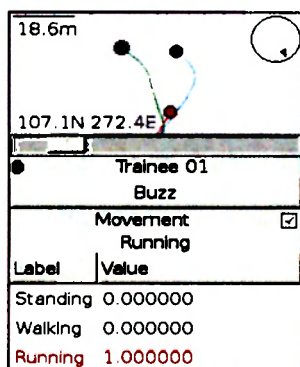 18.6m
107.1N 272.4E
Trainee 01
Buzz
Movement
Running
Label Value
Standing 0.000000
Walking 0.000000
Running 1.000000